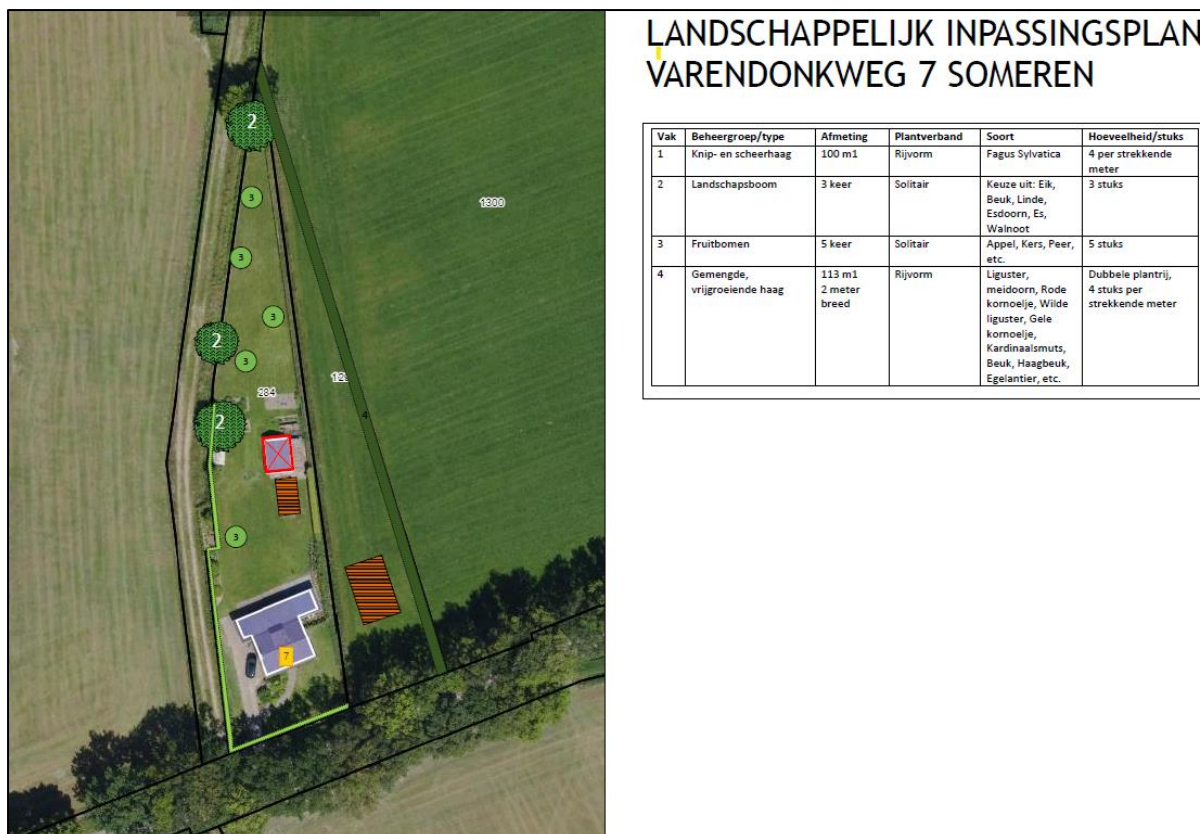 LANDSCHAPPELIJK INPASSINGSPLAN
VARENDONKWEG 7 SOMEREN
Vak Beheergroep/type Afmeting Plantverband Soort Hoeveelheid/stuks
1 Knip- en scheerhaag 100 m1 Rijvorm Fagus Sylvatica 4 per strekkende
meter
2 Landschapsboom 3 keer Solitair Keuze uit: Eik, 3 stuks
Beuk, Linde,
Esdoorn, Es,
Walnoot
3 Fruitbomen 5 keer Solitair Appel, Kers, Peer, 5 stuks
etc.
4 Gemengde, 113 m1 Rijvorm Liguster, Dubbele plantrij,
vrijgroeiende haag 2 meter meidoorn, Rode 4 stuks per
breed kornoelje, Wilde strekkende meter
liguster, Gele
kornoelje,
Kardinaalsmuts,
Beuk, Haagbeuk,
Egelantier, etc.
2
3
1300
3
3
2
3
12
284
4
2
3
7